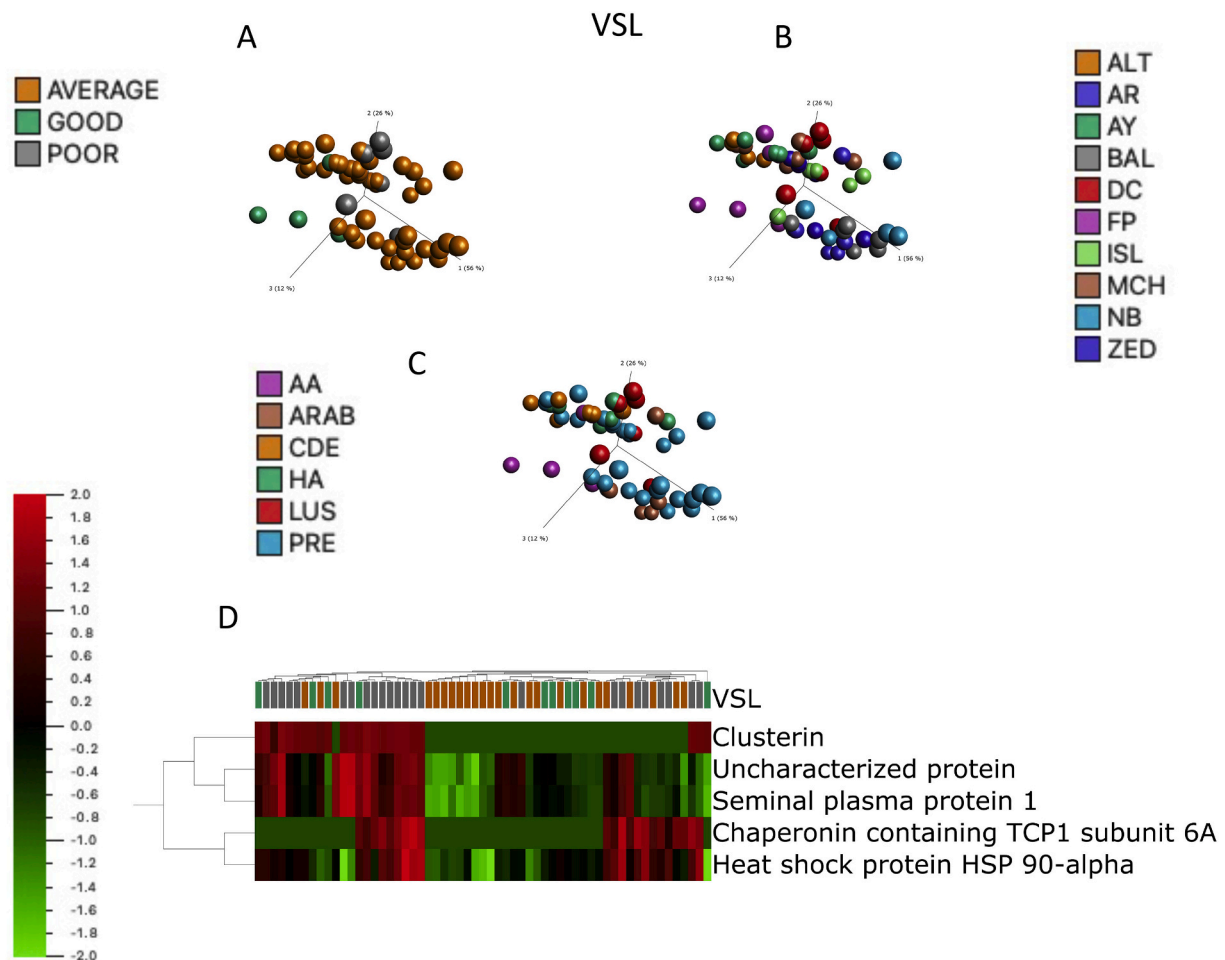 VSL
A
B
AVERAGE
GOOD
POOR
2 (26 %)
1 (56 %)
3 (12 %)
2 (26 %)
1 (56 %)
3 (12 %)
ALT
AR
AY
BAL
DC
FP
ISL
MCH
NB
ZED
C
AA
ARAB
CDE
HA
LUS
PRE
2 (26 %)
1 (56 %)
3 (12 %)
2.0
1.8
1.6
1.4
1.2
1.0
0.8
0.6
0.4
0.2
0.0
-0.2
-0.4
-0.6
-0.8
-1.0
-1.2
-1.4
-1.6
-1.8
-2.0
D
VSL
Clusterin
Uncharacterized protein
Seminal plasma protein 1
Chaperonin containing TCP1 subunit 6A
Heat shock protein HSP 90-alpha